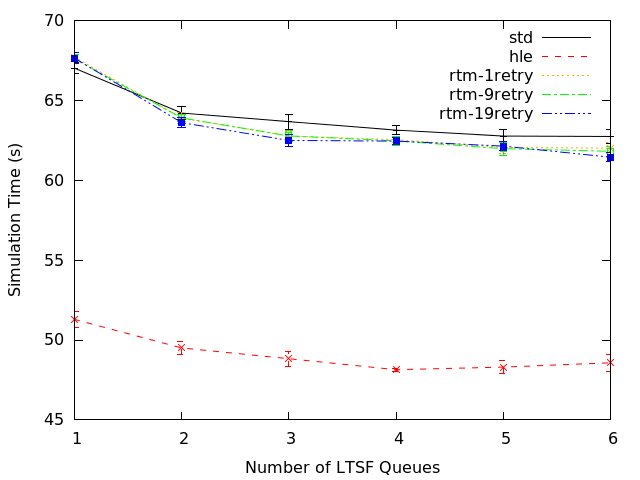 70
65
60
55
50
45
Simulation Time (s)
std
hle
rtm-1retry
rtm-9retry
rtm-19retry
1 2 3 4 5 6
Number of LTSF Queues